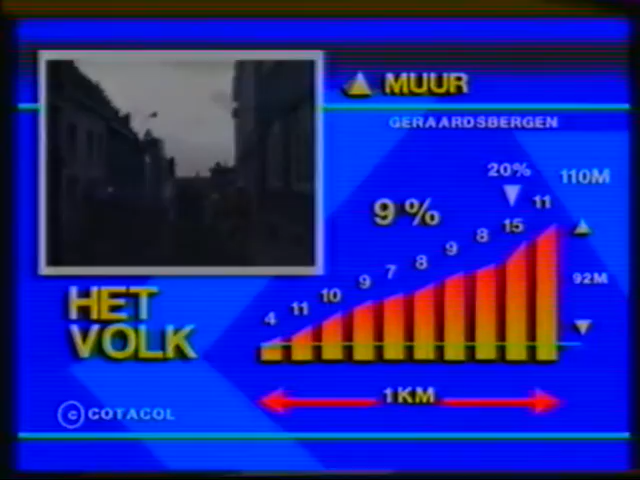 MUUR
GERAARDSBERGEN
20%
110M
9%
4 11 10 9 7 8 9 8 15 11
92M
HET
VOLK
1KM
© COTACOL